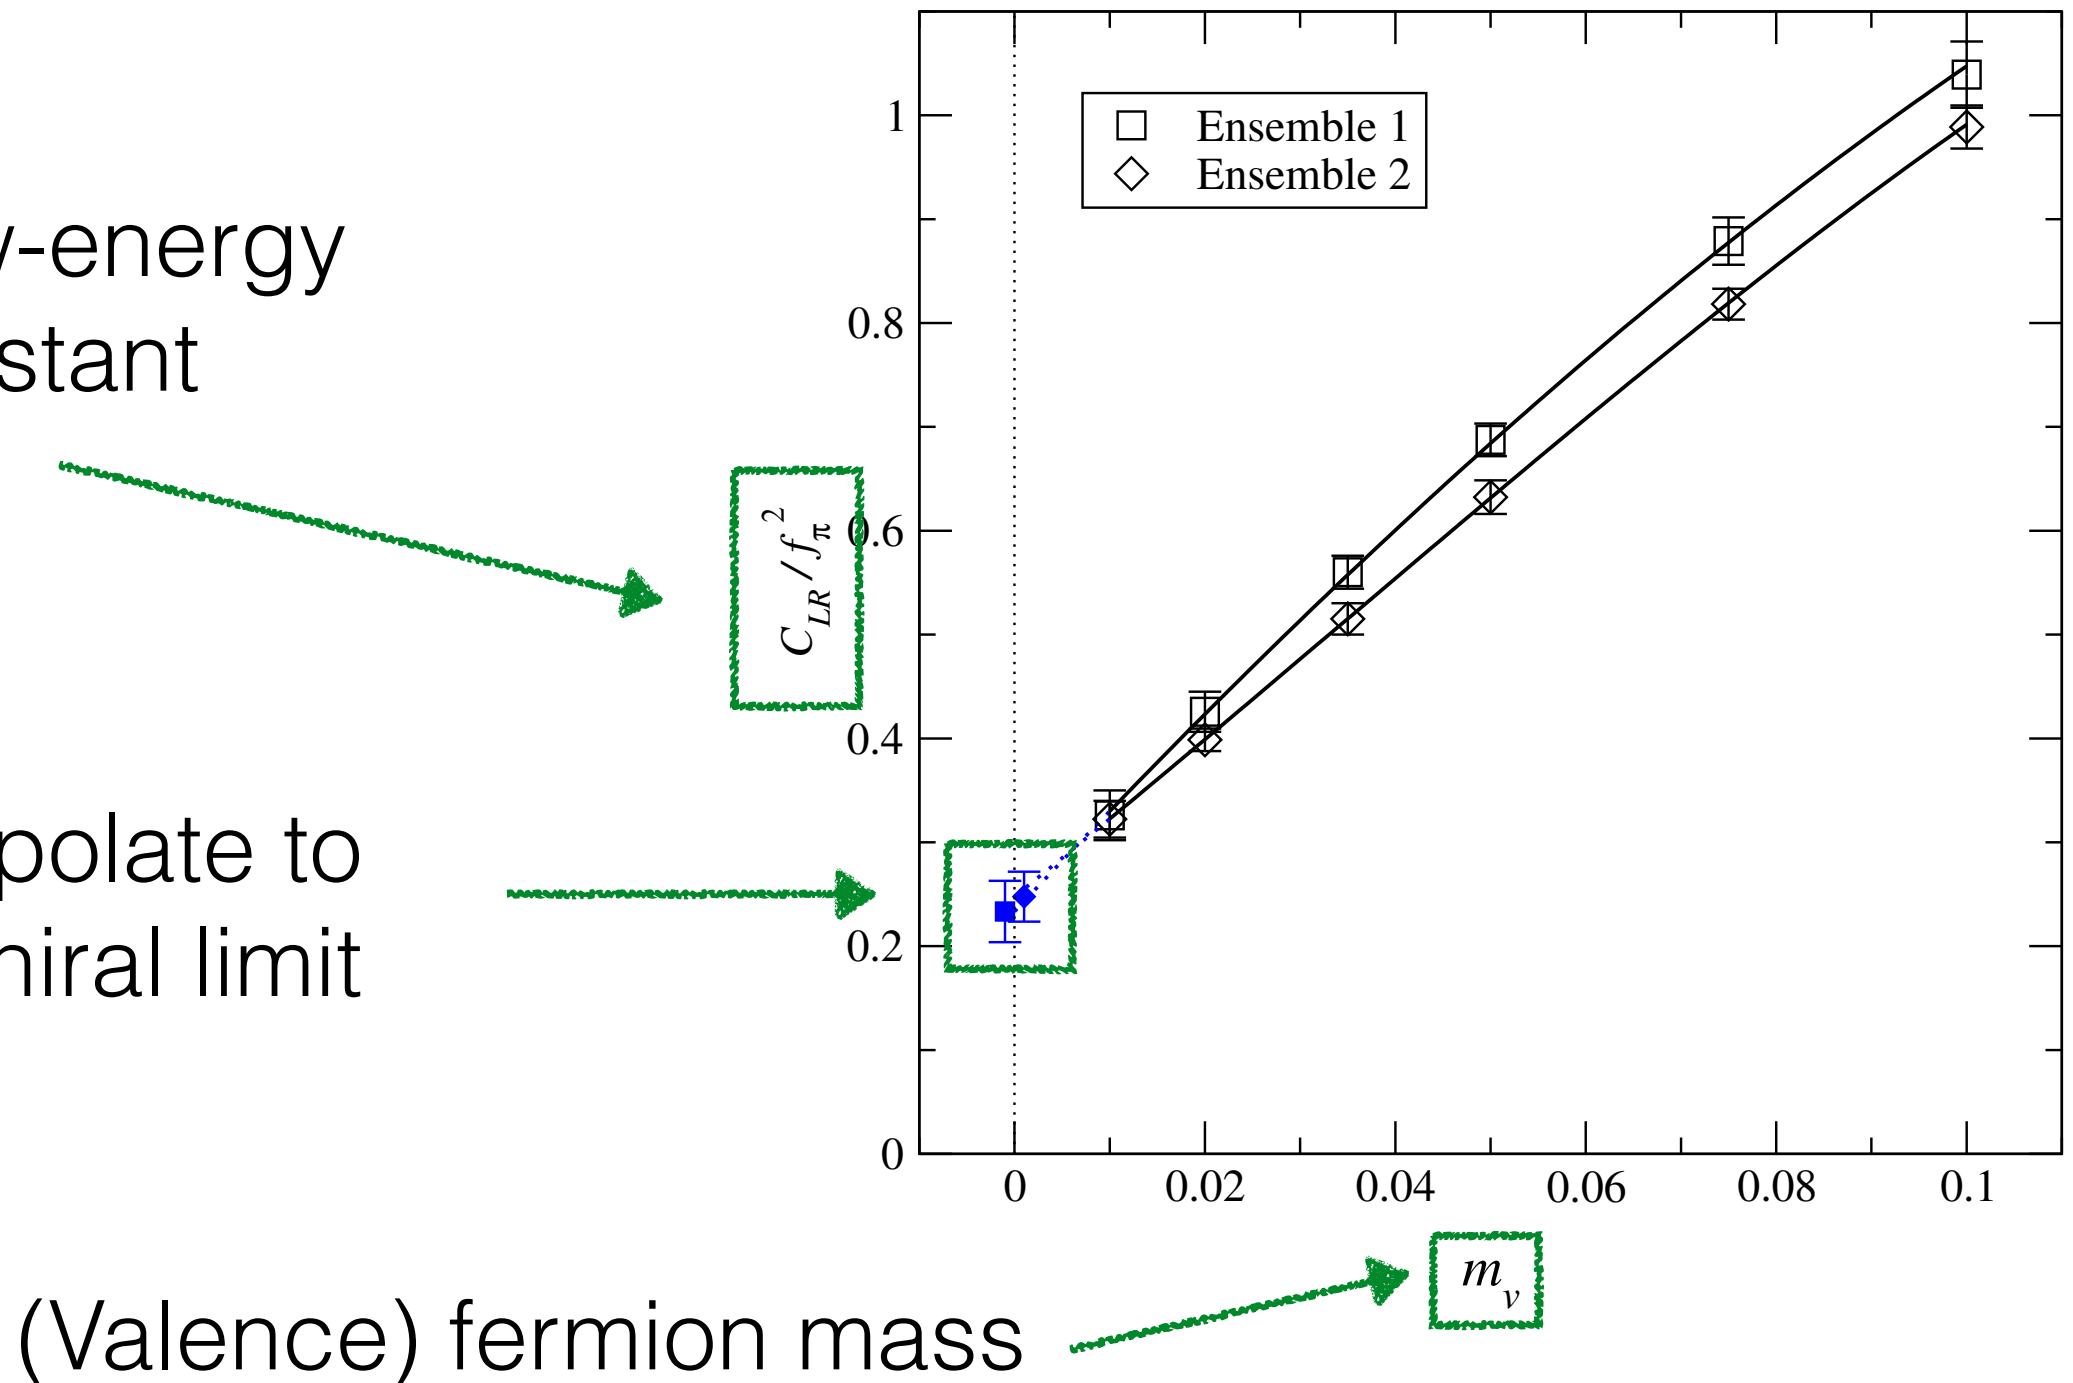 y-energy
stant
polate to
niral limit
(Valence) fermion mass
C_LR / f_π^2
1
0.8
0.6
0.4
0.2
0
Ensemble 1
Ensemble 2
0 0.02 0.04 0.06 0.08 0.1
m_v